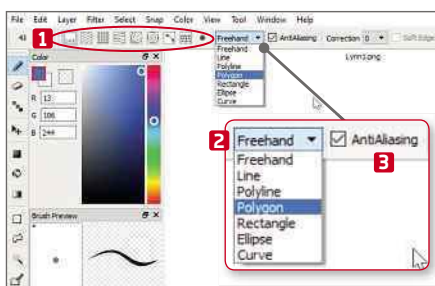 File Edit Layer Filter Select Snap Color View Tool Window Help
1
Freehand AntiAliasing Correction 0 Soft Edge
Lynn1.png
Freehand
Line
Polyline
Polygon
Rectangle
Ellipse
Curve
Color
R 13
G 106
B 244
2 Freehand AntiAliasing
3
Freehand
Line
Polyline
Polygon
Rectangle
Ellipse
Curve
Brush Preview